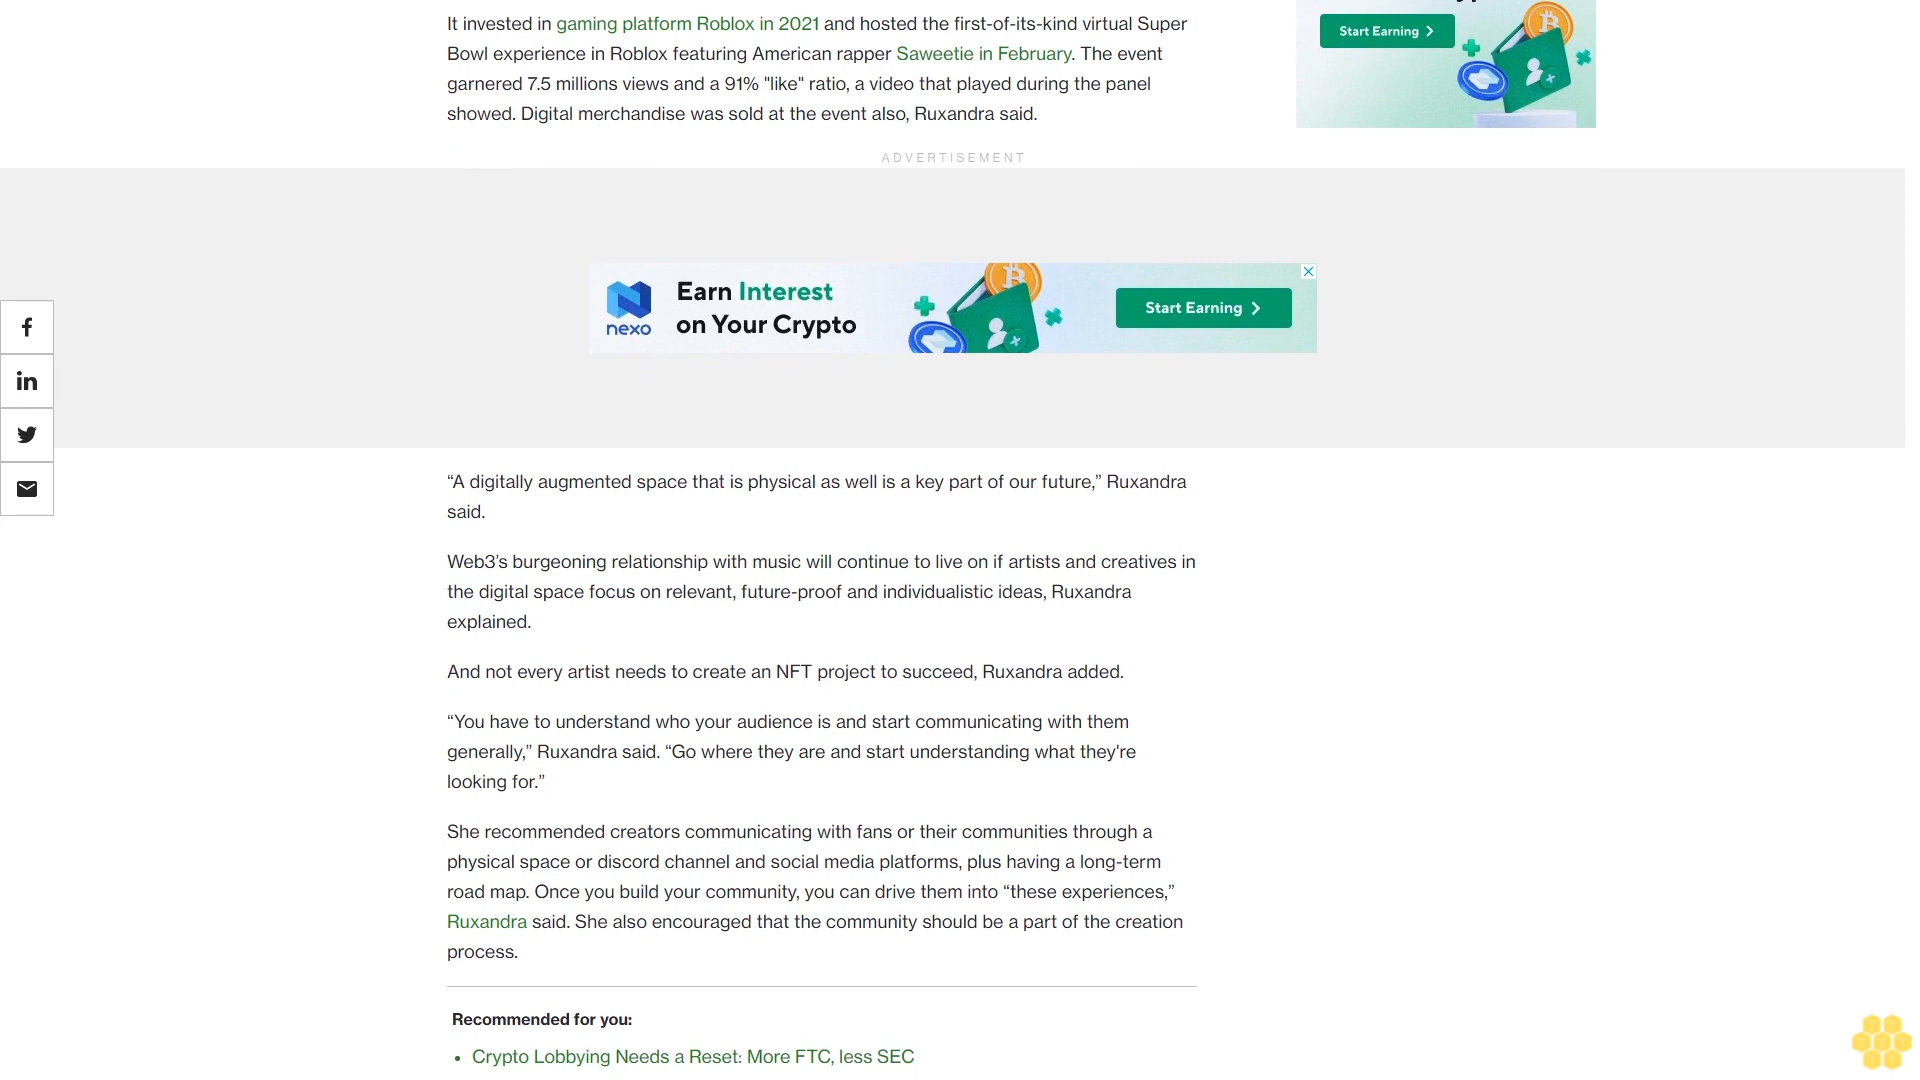 It invested in gaming platform Roblox in 2021 and hosted the first-of-its-kind virtual Super
Bowl experience in Roblox featuring American rapper Saweetie in February. The event
garnered 7.5 millions views and a 91% "like" ratio, a video that played during the panel
showed. Digital merchandise was sold at the event also, Ruxandra said.
Start Earning
ADVERTISEMENT
nexo
Earn Interest
on Your Crypto
Start Earning
“A digitally augmented space that is physical as well is a key part of our future,” Ruxandra
said.
Web3’s burgeoning relationship with music will continue to live on if artists and creatives in
the digital space focus on relevant, future-proof and individualistic ideas, Ruxandra
explained.
And not every artist needs to create an NFT project to succeed, Ruxandra added.
“You have to understand who your audience is and start communicating with them
generally,” Ruxandra said. “Go where they are and start understanding what they're
looking for.”
She recommended creators communicating with fans or their communities through a
physical space or discord channel and social media platforms, plus having a long-term
road map. Once you build your community, you can drive them into “these experiences,”
Ruxandra said. She also encouraged that the community should be a part of the creation
process.
Recommended for you:
• Crypto Lobbying Needs a Reset: More FTC, less SEC